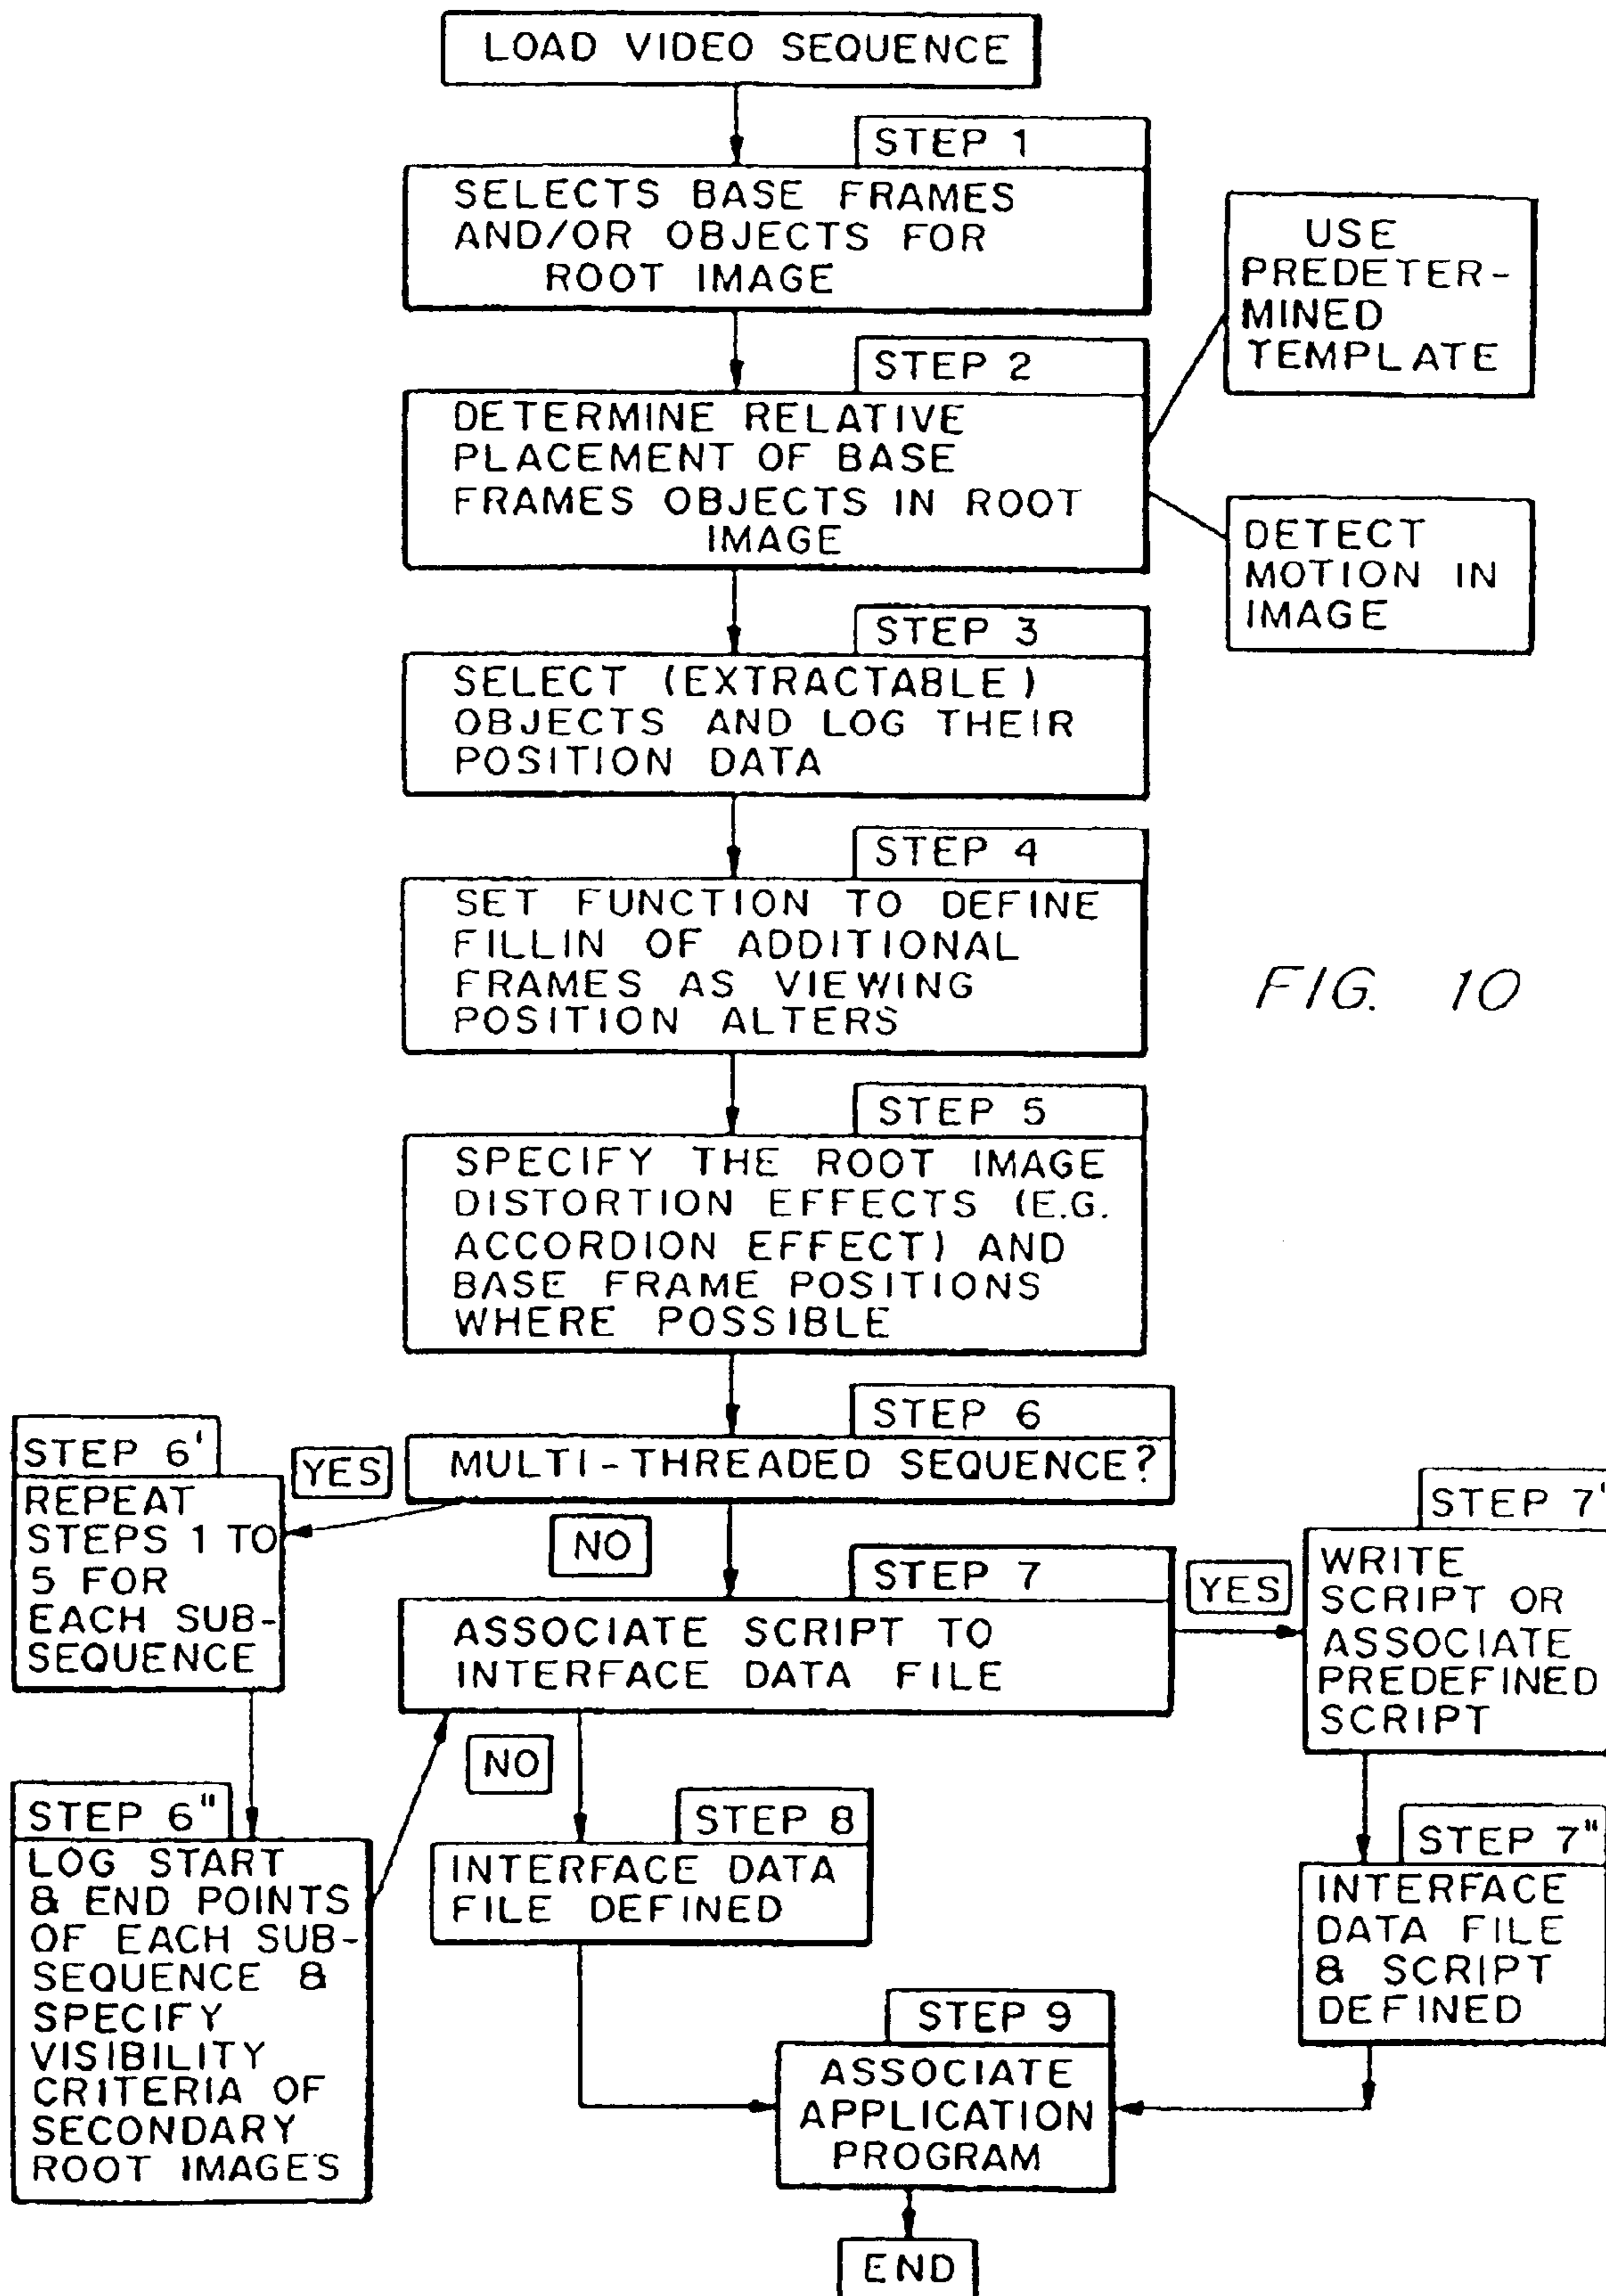 LOAD VIDEO SEQUENCE
STEP 1
SELECTS BASE FRAMES
AND/OR OBJECTS FOR
ROOT IMAGE
USE
PREDETER-
MINED
TEMPLATE
STEP 2
DETERMINE RELATIVE
PLACEMENT OF BASE
FRAMES OBJECTS IN ROOT
IMAGE
DETECT
MOTION IN
IMAGE
STEP 3
SELECT (EXTRACTABLE)
OBJECTS AND LOG THEIR
POSITION DATA
STEP 4
SET FUNCTION TO DEFINE
FILLIN OF ADDITIONAL
FRAMES AS VIEWING
POSITION ALTERS
FIG. 10
STEP 5
SPECIFY THE ROOT IMAGE
DISTORTION EFFECTS (E.G.
ACCORDION EFFECT) AND
BASE FRAME POSITIONS
WHERE POSSIBLE
STEP 6
MULTI-THREADED SEQUENCE?
YES
STEP 6'
REPEAT
STEPS 1 TO
5 FOR
EACH SUB-
SEQUENCE
NO
STEP 7
ASSOCIATE SCRIPT TO
INTERFACE DATA FILE
YES
STEP 7'
WRITE
SCRIPT OR
ASSOCIATE
PREDEFINED
SCRIPT
STEP 6"
LOG START
& END POINTS
OF EACH SUB-
SEQUENCE &
SPECIFY
VISIBILITY
CRITERIA OF
SECONDARY
ROOT IMAGES
NO
STEP 8
INTERFACE DATA
FILE DEFINED
STEP 7"
INTERFACE
DATA FILE
& SCRIPT
DEFINED
STEP 9
ASSOCIATE
APPLICATION
PROGRAM
END